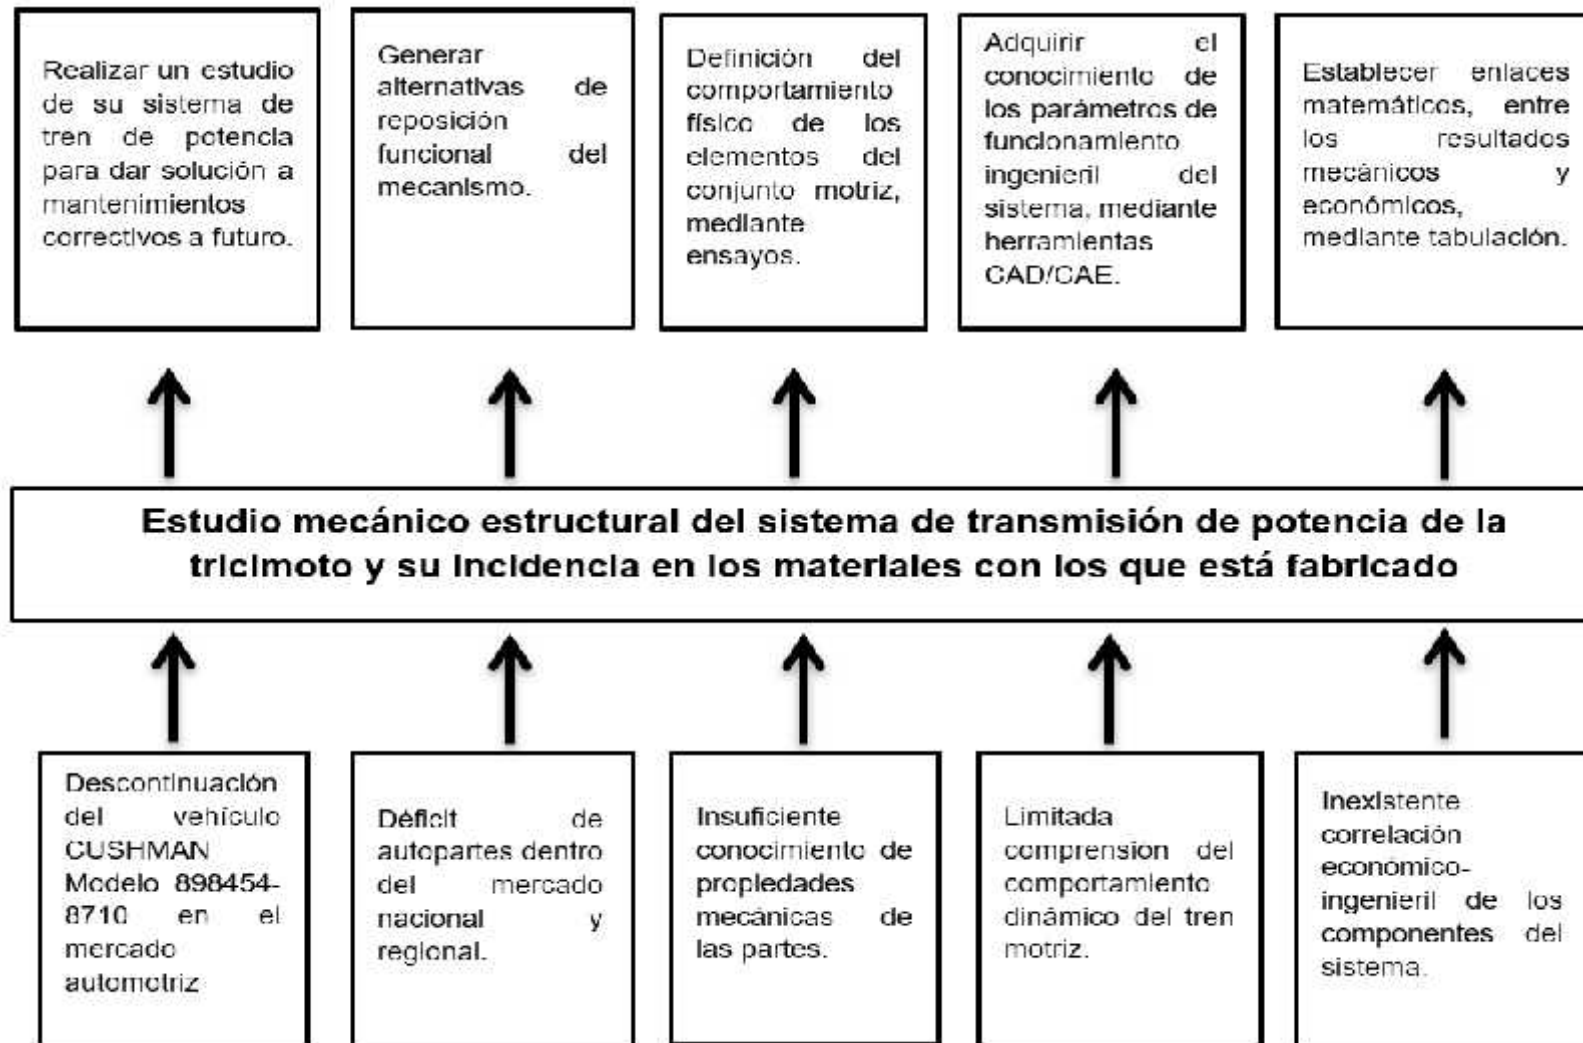 Realizar un estudio
de su sistema de
tren de potencia
para dar solución a
mantenimientos
correctivos a futuro.
Generar
alternativas de
reposición
funcional del
mecanismo.
Definición del
comportamiento
físico de los
elementos del
conjunto motriz,
mediante
ensayos.
Adquirir el
conocimiento de
los parámetros de
funcionamiento
ingenieril del
sistema, mediante
herramientas
CAD/CAE.
Establecer enlaces
matemáticos, entre
los resultados
mecánicos y
económicos,
mediante tabulación.
Estudio mecánico estructural del sistema de transmisión de potencia de la
tricimoto y su incidencia en los materiales con los que está fabricado
Descontinuación
del vehículo
CUSHMAN
Modelo 898454-
8710 en el
mercado
automotriz
Déficit de
autopartes dentro
del mercado
nacional y
regional.
Insuficiente
conocimiento de
propiedades
mecánicas de
las partes.
Limitada
comprension del
comportamiento
dinámico del tren
motriz.
Inexistente
correlación
económico-
ingenieril de los
componentes del
sistema.